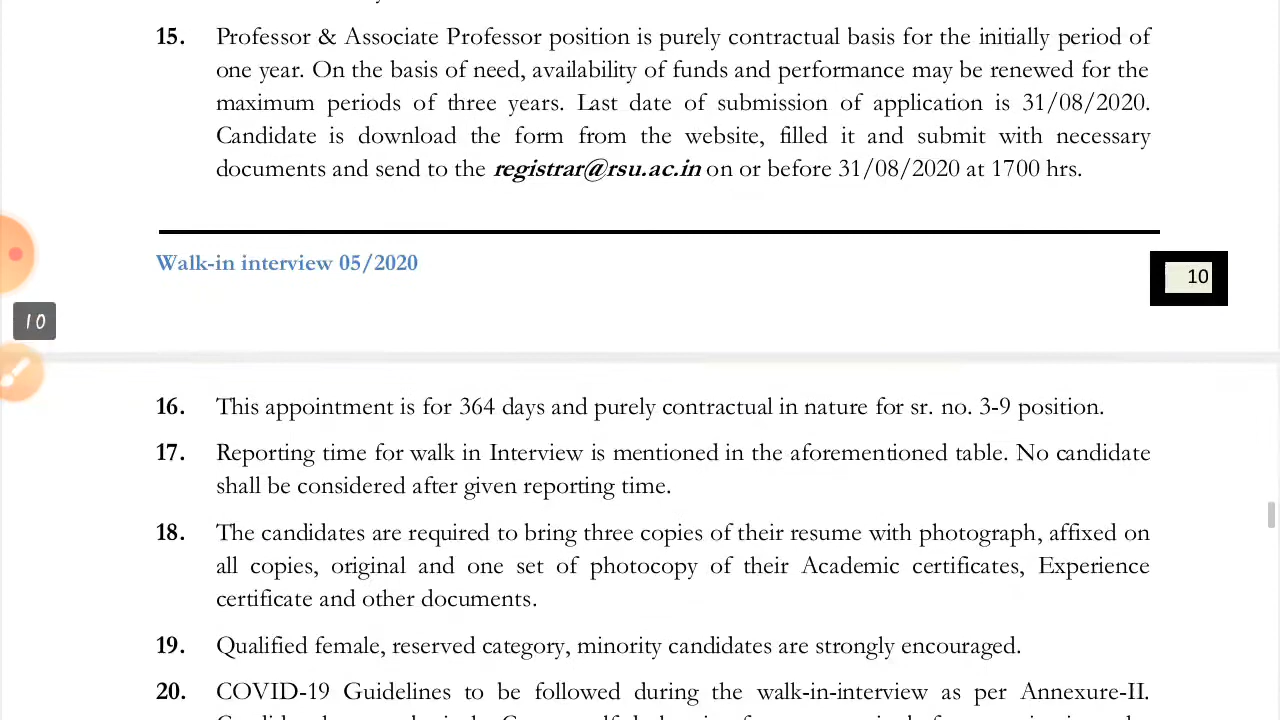 15. Professor & Associate Professor position is purely contractual basis for the initially period of
one year. On the basis of need, availability of funds and performance may be renewed for the
maximum periods of three years. Last date of submission of application is 31/08/2020.
Candidate is download the form from the website, filled it and submit with necessary
documents and send to the registrar@rsu.ac.in on or before 31/08/2020 at 1700 hrs.
Walk-in interview 05/2020
10
10
16. This appointment is for 364 days and purely contractual in nature for sr. no. 3-9 position.
17. Reporting time for walk in Interview is mentioned in the aforementioned table. No candidate
shall be considered after given reporting time.
18. The candidates are required to bring three copies of their resume with photograph, affixed on
all copies, original and one set of photocopy of their Academic certificates, Experience
certificate and other documents.
19. Qualified female, reserved category, minority candidates are strongly encouraged.
20. COVID-19 Guidelines to be followed during the walk-in-interview as per Annexure-II.